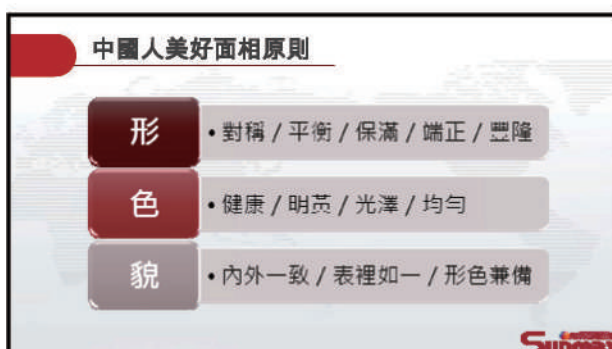 中國人美好面相原則
形
• 對稱 / 平衡 / 保滿 / 端正 / 豐隆
色
• 健康 / 明黃 / 光澤 / 均勻
貌
• 內外一致 / 表裡如一 / 形色兼備